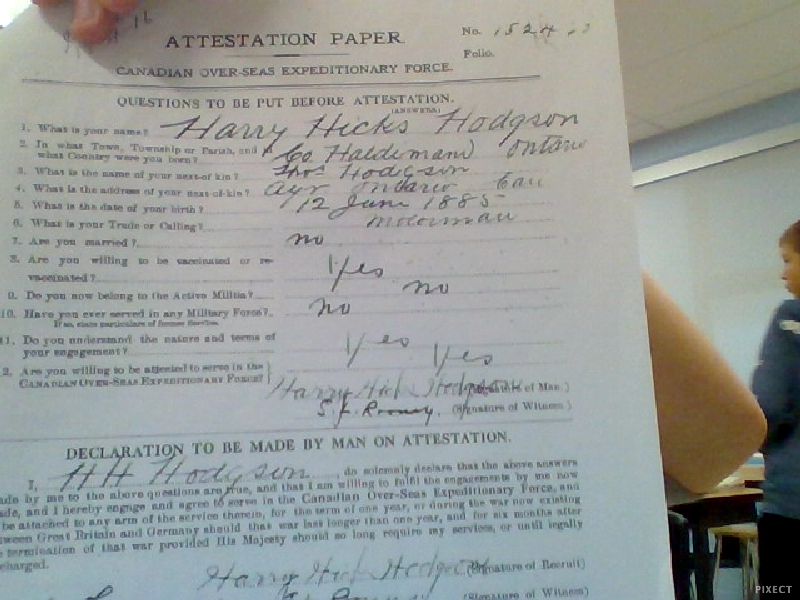 ATTESTATION PAPER.
No.
Folio.
CANADIAN OVER-SEAS EXPEDITIONARY FORCE.
QUESTIONS TO BE PUT BEFORE ATTESTATION.
(ANSWERS)
1. What is your name? Harry Hicks Hodgson
2. In what Town, Township or Parish, and in
what Country were you born? Co Haldimand Ontario
3. What is the name of your next-of-kin? Thos Hodgson
4. What is the address of your next-of-kin? Ayr Ontario Can
5. What is the date of your birth? 12 June 1885
6. What is your Trade or Calling? Motorman
7. Are you married? no
8. Are you willing to be vaccinated or re-
vaccinated? Yes
9. Do you now belong to the Active Militia? no
10. Have you ever served in any Military Force? no
If so, state particulars of former Service.
11. Do you understand the nature and terms of
your engagement? Yes
2. Are you willing to be attested to serve in the Yes
CANADIAN OVER-SEAS EXPEDITIONARY FORCE?
Harry Hicks Hodgson (Signature of Man.)
S. J. Rooney. (Signature of Witness)
DECLARATION TO BE MADE BY MAN ON ATTESTATION.
I, H H Hodgson, do solemnly declare that the above answers
ade by me to the above questions are true, and that I am willing to fulfil the engagements by me now
ade, and I hereby engage and agree to serve in the Canadian Over-Seas Expeditionary Force, and
be attached to any arm of the service therein, for the term of one year, or during the war now existing
tween Great Britain and Germany should that war last longer than one year, and for six months after
e termination of that war provided His Majesty should so long require my services, or until legally
charged.
Harry Hicks Hodgson (Signature of Recruit)
(Signature of Witness)
PIXECT